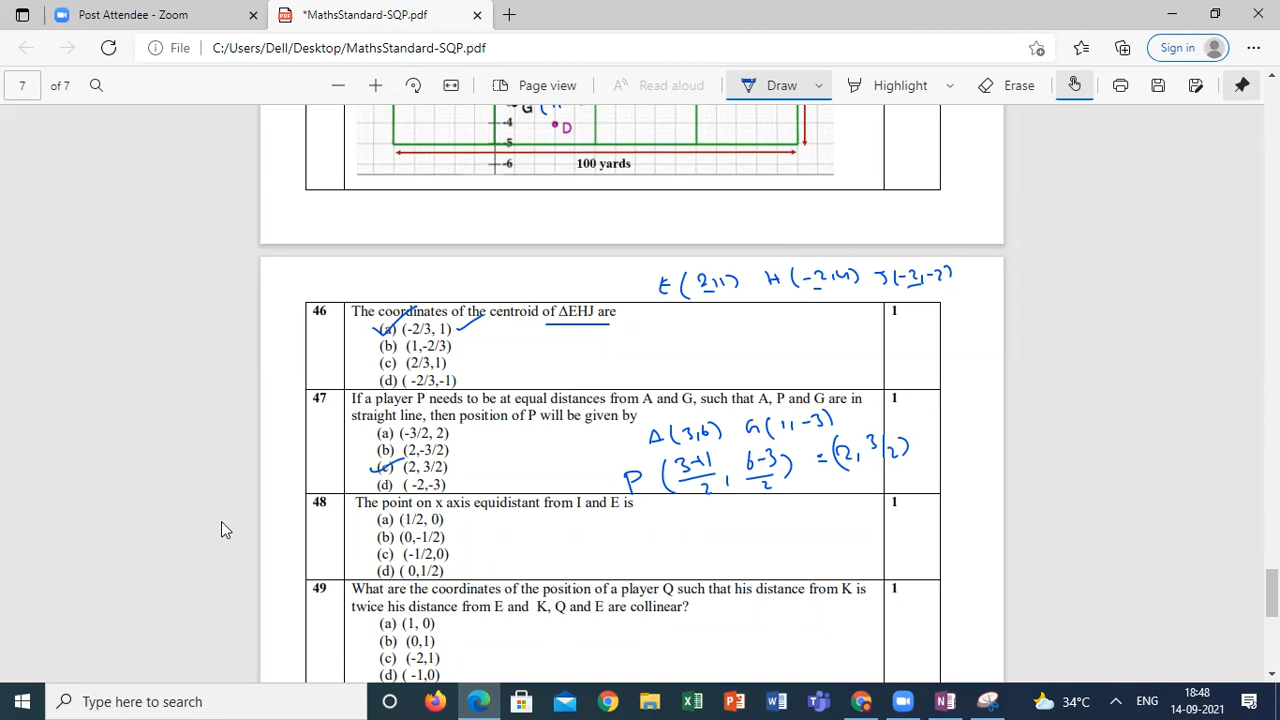 Post Attendee - Zoom
*MathsStandard-SQP.pdf
File
C:/Users/Dell/Desktop/MathsStandard-SQP.pdf
Sign in
7 of 7
Page view
Read aloud
Draw
Highlight
Erase
G (
-4
D
-5
-6
100 yards
E (2,1) H (-2,4) J (-2,-2)
46 The coordinates of the centroid of ΔEHJ are 1
(a) (-2/3, 1)
(b) (1,-2/3)
(c) (2/3,1)
(d) ( -2/3,-1)
47 If a player P needs to be at equal distances from A and G, such that A, P and G are in 1
straight line, then position of P will be given by
(a) (-3/2, 2)
A (3,6) G (1,-3)
(b) (2,-3/2)
(c) (2, 3/2)
P (3+1/2, 6-3/2) = (2, 3/2)
(d) ( -2,-3)
48 The point on x axis equidistant from I and E is 1
(a) (1/2, 0)
(b) (0,-1/2)
(c) (-1/2,0)
(d) ( 0,1/2)
49 What are the coordinates of the position of a player Q such that his distance from K is 1
twice his distance from E and K, Q and E are collinear?
(a) (1, 0)
(b) (0,1)
(c) (-2,1)
(d) ( -1,0)
Type here to search
34°C
ENG
18:48
14-09-2021